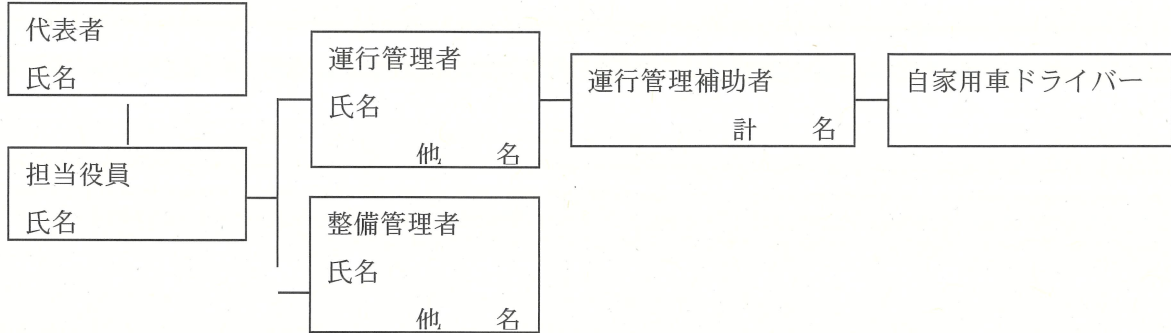 代表者
氏名
担当役員
氏名
運行管理者
氏名
他　　名
整備管理者
氏名
他　　名
運行管理補助者
計　　名
自家用車ドライバー